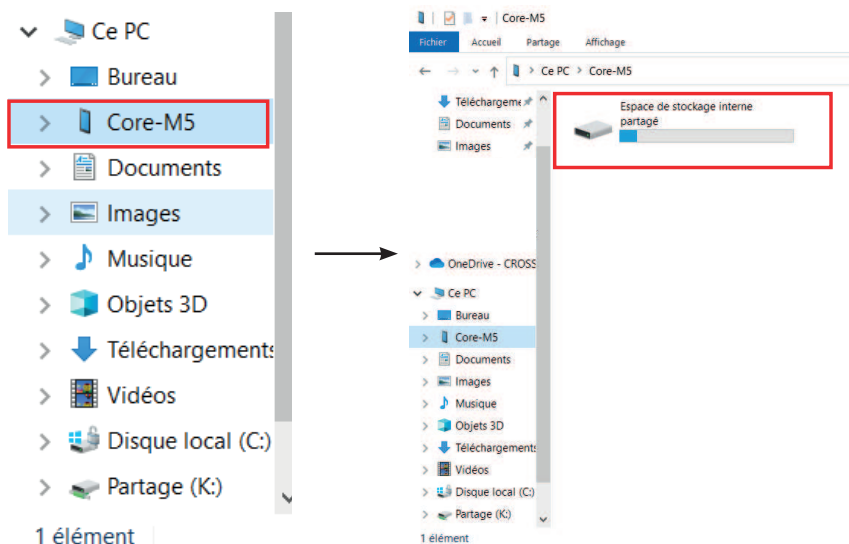 Ce PC
Bureau
Core-M5
Documents
Images
Musique
Objets 3D
Téléchargements
Vidéos
Disque local (C:)
Partage (K:)
1 élément
Core-M5
Fichier Accueil Partage Affichage
Ce PC > Core-M5
Téléchargeme
Documents
Images
OneDrive - CROSS
Ce PC
Bureau
Core-M5
Documents
Images
Musique
Objets 3D
Téléchargements
Vidéos
Disque local (C:)
Partage (K:)
1 élément
Espace de stockage interne
partagé